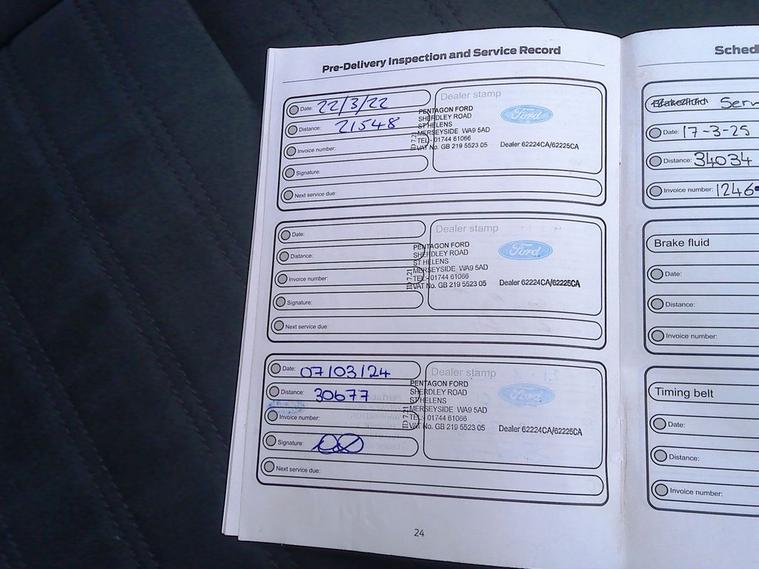 Pre-Delivery Inspection and Service Record
Date: 22/3/22
Distance: 21548
Invoice number:
Signature:
Next service due:
Dealer stamp
PENTAGON FORD
SHERDLEY ROAD
ST HELENS
MERSEYSIDE WA9 5AD
TEL:- 01744 61066
VAT No. GB 219 5523 05
Ford
Dealer 62224CA/62225CA
Date:
Distance:
Invoice number:
Signature:
Next service due:
Dealer stamp
PENTAGON FORD
SHERDLEY ROAD
ST HELENS
MERSEYSIDE WA9 5AD
TEL:- 01744 61066
VAT No. GB 219 5523 05
Ford
Dealer 62224CA/62225CA
Date: 07/03/24
Distance: 30677
Invoice number:
Signature:
Next service due:
Dealer stamp
PENTAGON FORD
SHERDLEY ROAD
ST HELENS
MERSEYSIDE WA9 5AD
TEL:- 01744 61066
VAT No. GB 219 5523 05
Ford
Dealer 62224CA/62225CA
24
Sched
Serv
Date: 17-3-25
Distance: 34034
Invoice number: 1246
Brake fluid
Date:
Distance:
Invoice number:
Timing belt
Date:
Distance:
Invoice number: